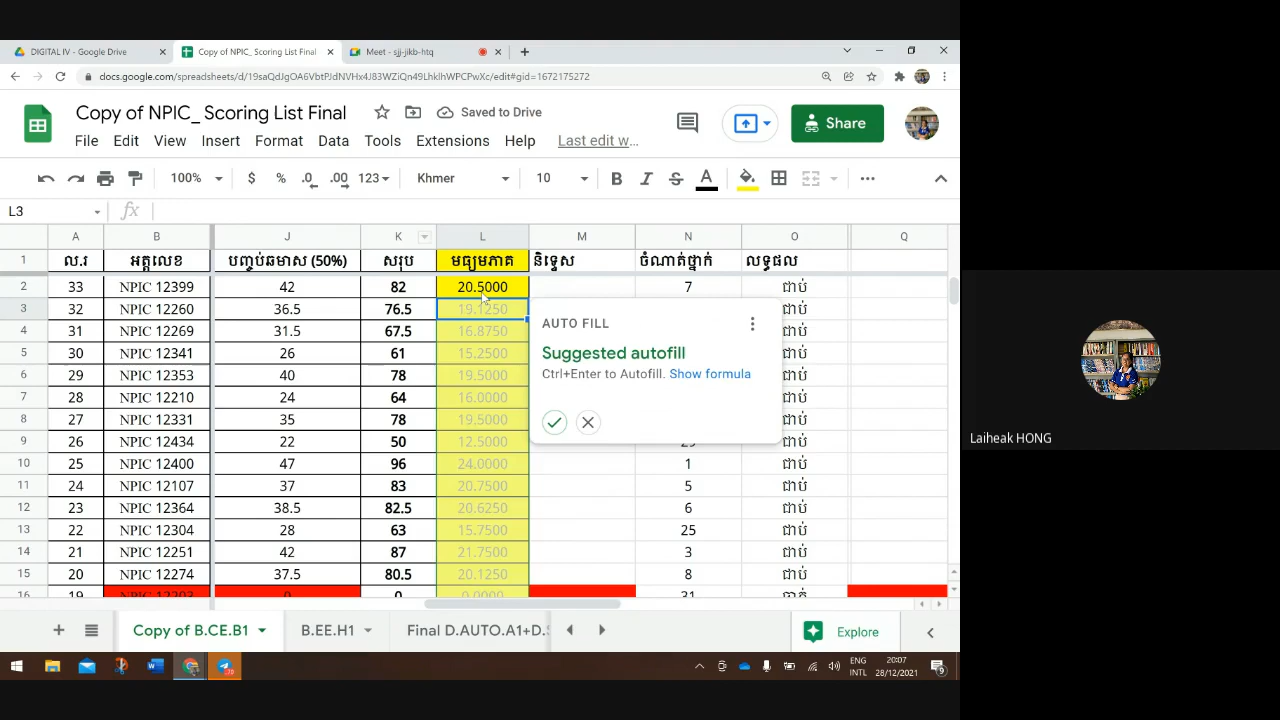 DIGITAL IV - Google Drive
Copy of NPIC_ Scoring List Final
Meet - sjj-jikb-htq
docs.google.com/spreadsheets/d/19saQdJgOA6VbtPJdNVHx4J83WZiQn49LhklhWPCPwXc/edit#gid=1672175272
Copy of NPIC_ Scoring List Final
Saved to Drive
Share
File Edit View Insert Format Data Tools Extensions Help Last edit w...
100% $ % .0 .00 123 Khmer 10 B I S A
L3 fx
A B J K L M N O Q
1 ល.រ អត្តលេខ បញ្ចប់ឆមាស (50%) សរុប មធ្យមភាគ និទ្ទេស ចំណាត់ថ្នាក់ លទ្ធផល
2 33 NPIC 12399 42 82 20.5000 7 ជាប់
3 32 NPIC 12260 36.5 76.5 19.1250 ជាប់
4 31 NPIC 12269 31.5 67.5 16.8750 ជាប់
5 30 NPIC 12341 26 61 15.2500 ជាប់
6 29 NPIC 12353 40 78 19.5000 ជាប់
7 28 NPIC 12210 24 64 16.0000 ជាប់
8 27 NPIC 12331 35 78 19.5000 ជាប់
9 26 NPIC 12434 22 50 12.5000 ជាប់
10 25 NPIC 12400 47 96 24.0000 1 ជាប់
11 24 NPIC 12107 37 83 20.7500 5 ជាប់
12 23 NPIC 12364 38.5 82.5 20.6250 6 ជាប់
13 22 NPIC 12304 28 63 15.7500 25 ជាប់
14 21 NPIC 12251 42 87 21.7500 3 ជាប់
15 20 NPIC 12274 37.5 80.5 20.1250 8 ជាប់
AUTO FILL
Suggested autofill
Ctrl+Enter to Autofill. Show formula
Copy of B.CE.B1
B.EE.H1
Final D.AUTO.A1+D.
Explore
ENG
INTL
20:07
28/12/2021
Laiheak HONG